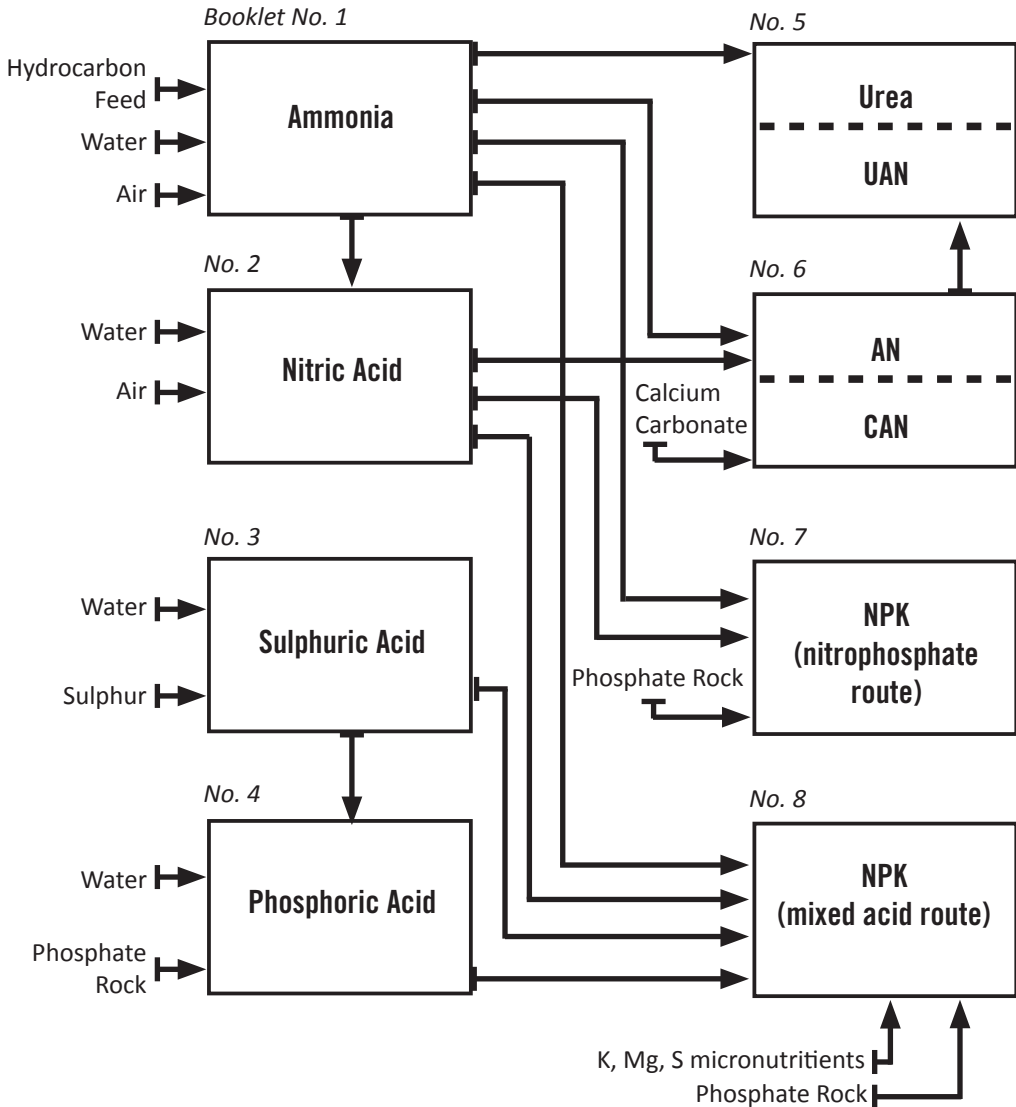 Booklet No. 1
Hydrocarbon
Feed
Water
Air
Ammonia
No. 5
Urea
UAN
No. 2
Water
Air
Nitric Acid
No. 6
AN
CAN
Calcium
Carbonate
No. 3
Water
Sulphur
Sulphuric Acid
No. 7
NPK
(nitrophosphate
route)
Phosphate Rock
No. 4
Water
Phosphate
Rock
Phosphoric Acid
No. 8
NPK
(mixed acid route)
K, Mg, S micronutritients
Phosphate Rock